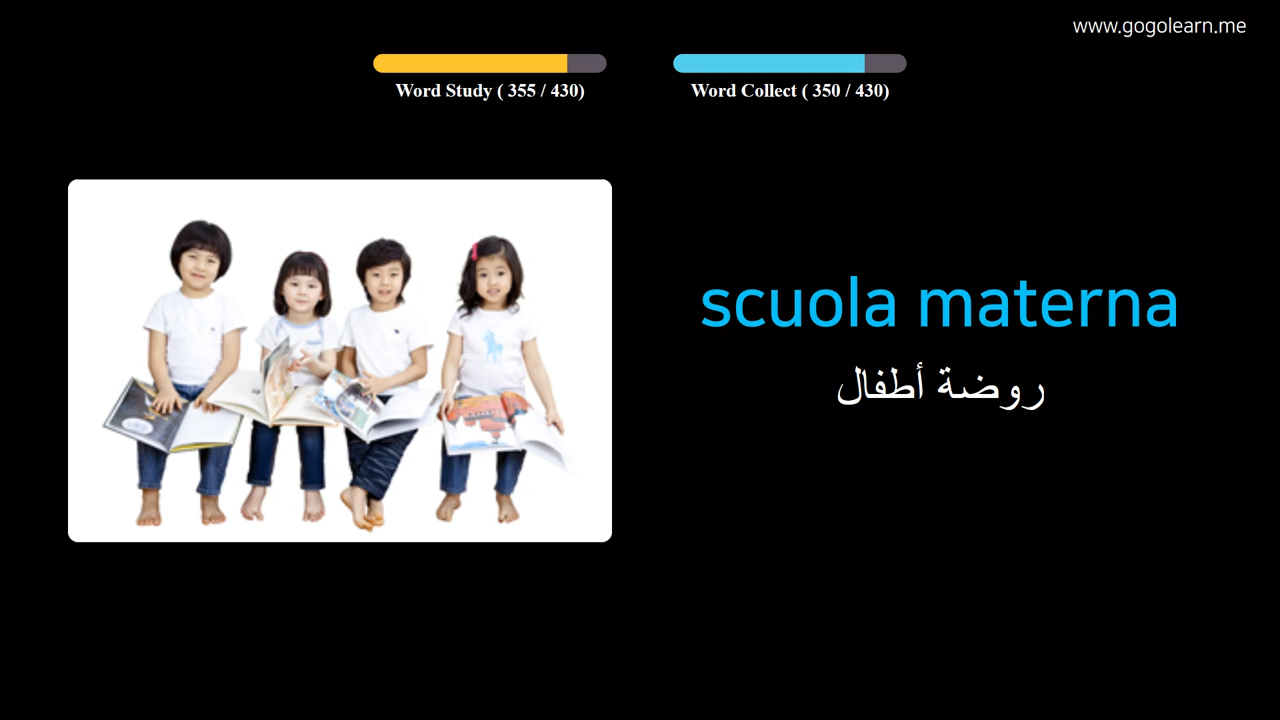 www.gogolearn.me
Word Study ( 355 / 430)
Word Collect ( 350 / 430)
scuola materna
روضة أطفال